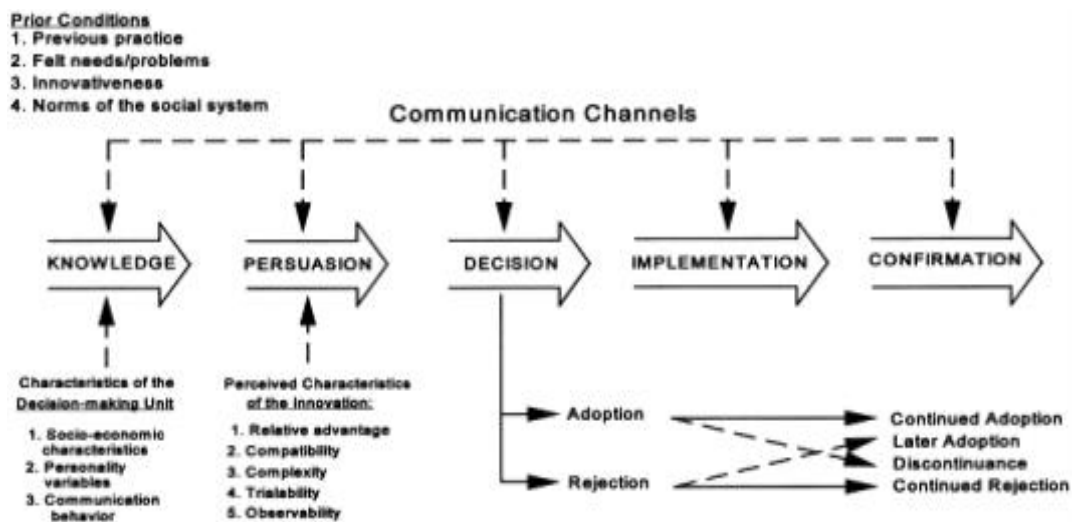 Prior Conditions
1. Previous practice
2. Felt needs/problems
3. Innovativeness
4. Norms of the social system
Communication Channels
KNOWLEDGE
PERSUASION
DECISION
IMPLEMENTATION
CONFIRMATION
Characteristics of the
Decision-making Unit
1. Socio-economic
characteristics
2. Personality
variables
3. Communication
behavior
Perceived Characteristics
of the Innovation:
1. Relative advantage
2. Compatibility
3. Complexity
4. Trialability
5. Observability
Adoption
Rejection
Continued Adoption
Later Adoption
Discontinuance
Continued Rejection